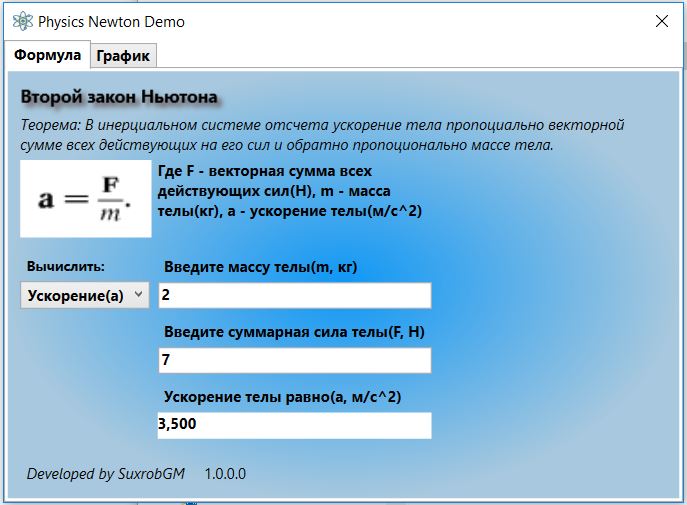 Physics Newton Demo
Формула График
Второй закон Ньютона
Теорема: В инерциальном системе отсчета ускорение тела пропоциально векторной
сумме всех действующих на его сил и обратно пропоционально массе тела.
a = F/m.
Где F - векторная сумма всех
действующих сил(Н), m - масса
телы(кг), a - ускорение телы(м/с^2)
Вычислить:
Введите массу телы(m, кг)
Ускорение(a)
2
Введите суммарная сила телы(F, Н)
7
Ускорение телы равно(a, м/с^2)
3,500
Developed by SuxrobGM 1.0.0.0